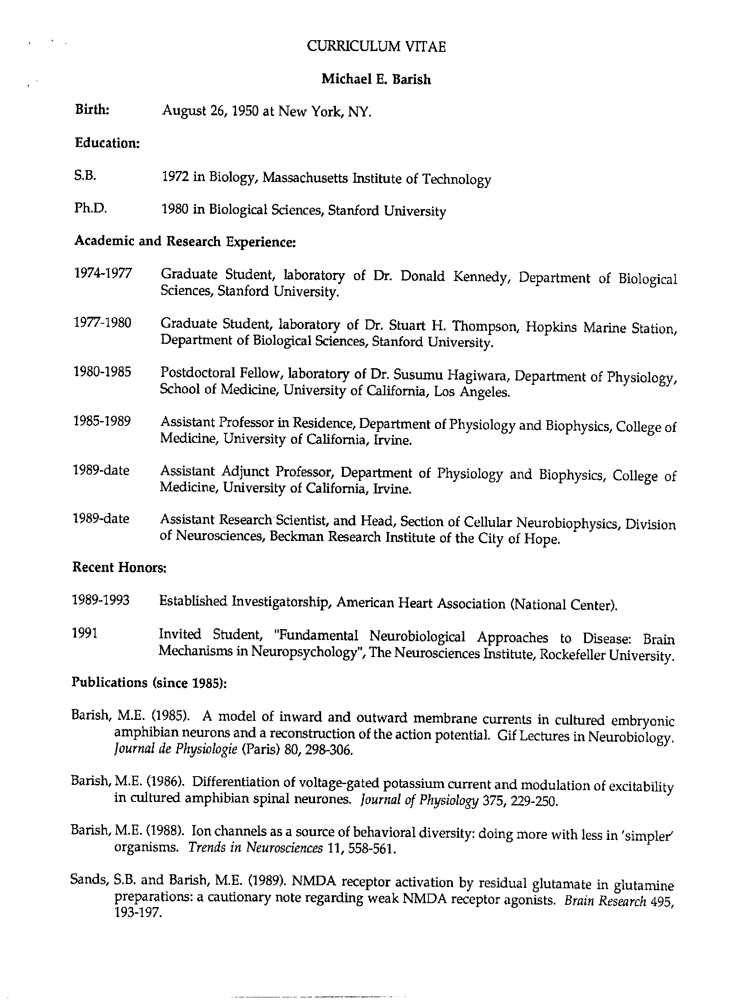 CURRICULUM VITAE
Michael E. Barish
Birth: August 26, 1950 at New York, NY.
Education:
S.B. 1972 in Biology, Massachusetts Institute of Technology
Ph.D. 1980 in Biological Sciences, Stanford University
Academic and Research Experience:
1974-1977 Graduate Student, laboratory of Dr. Donald Kennedy, Department of Biological
Sciences, Stanford University.
1977-1980 Graduate Student, laboratory of Dr. Stuart H. Thompson, Hopkins Marine Station,
Department of Biological Sciences, Stanford University.
1980-1985 Postdoctoral Fellow, laboratory of Dr. Susumu Hagiwara, Department of Physiology,
School of Medicine, University of California, Los Angeles.
1985-1989 Assistant Professor in Residence, Department of Physiology and Biophysics, College of
Medicine, University of California, Irvine.
1989-date Assistant Adjunct Professor, Department of Physiology and Biophysics, College of
Medicine, University of California, Irvine.
1989-date Assistant Research Scientist, and Head, Section of Cellular Neurobiophysics, Division
of Neurosciences, Beckman Research Institute of the City of Hope.
Recent Honors:
1989-1993 Established Investigatorship, American Heart Association (National Center).
1991 Invited Student, "Fundamental Neurobiological Approaches to Disease: Brain
Mechanisms in Neuropsychology", The Neurosciences Institute, Rockefeller University.
Publications (since 1985):
Barish, M.E. (1985). A model of inward and outward membrane currents in cultured embryonic
amphibian neurons and a reconstruction of the action potential. Gif Lectures in Neurobiology.
Journal de Physiologie (Paris) 80, 298-306.
Barish, M.E. (1986). Differentiation of voltage-gated potassium current and modulation of excitability
in cultured amphibian spinal neurones. Journal of Physiology 375, 229-250.
Barish, M.E. (1988). Ion channels as a source of behavioral diversity: doing more with less in 'simpler'
organisms. Trends in Neurosciences 11, 558-561.
Sands, S.B. and Barish, M.E. (1989). NMDA receptor activation by residual glutamate in glutamine
preparations: a cautionary note regarding weak NMDA receptor agonists. Brain Research 495,
193-197.